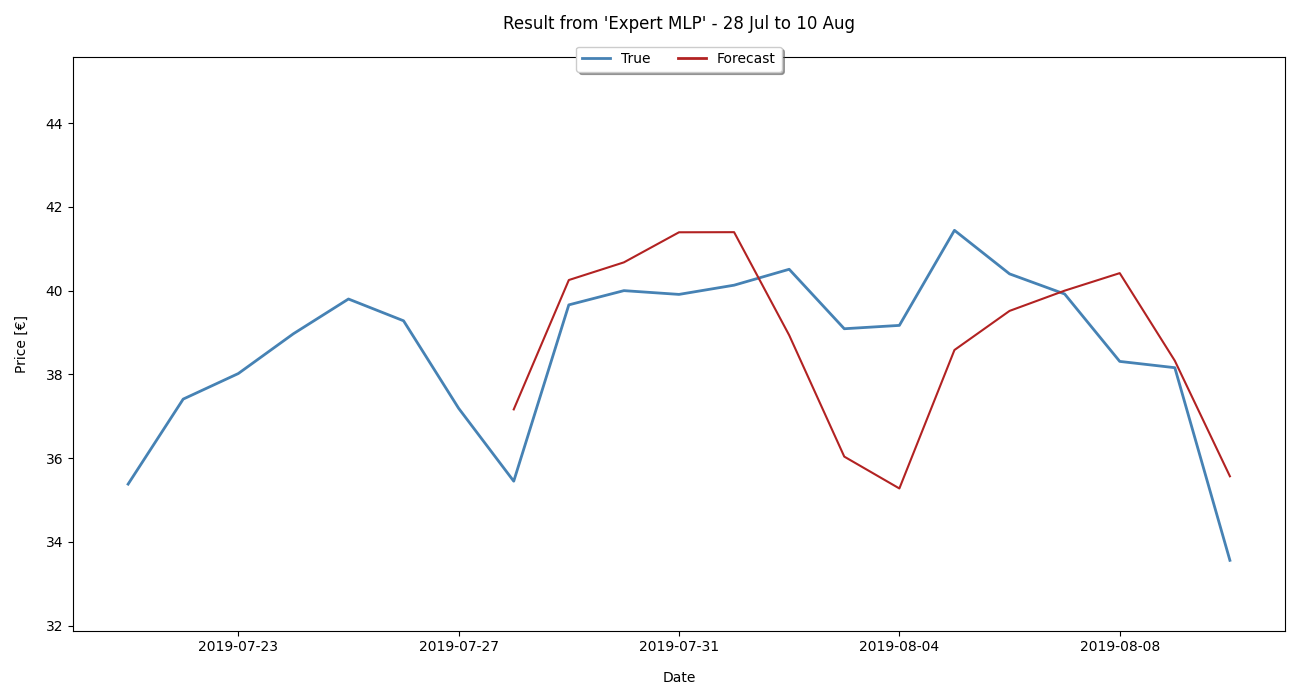 Result from 'Expert MLP' - 28 Jul to 10 Aug
True Forecast
44
42
40
38
36
34
32
Price [€]
2019-07-23 2019-07-27 2019-07-31 2019-08-04 2019-08-08
Date